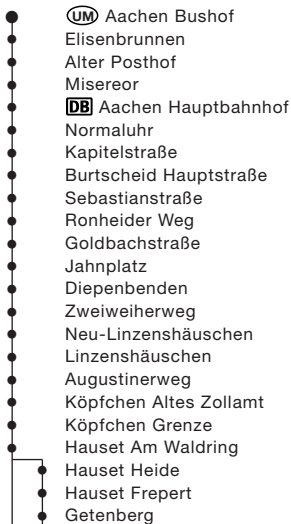 UM Aachen Bushof
Elisenbrunnen
Alter Posthof
Misereor
DB Aachen Hauptbahnhof
Normaluhr
Kapitelstraße
Burtscheid Hauptstraße
Sebastianstraße
Ronheider Weg
Goldbachstraße
Jahnplatz
Diepenbenden
Zweiweiherweg
Neu-Linzenshäuschen
Linzenshäuschen
Augustinerweg
Köpfchen Altes Zollamt
Köpfchen Grenze
Hauset Am Waldring
Hauset Heide
Hauset Frepert
Getenberg